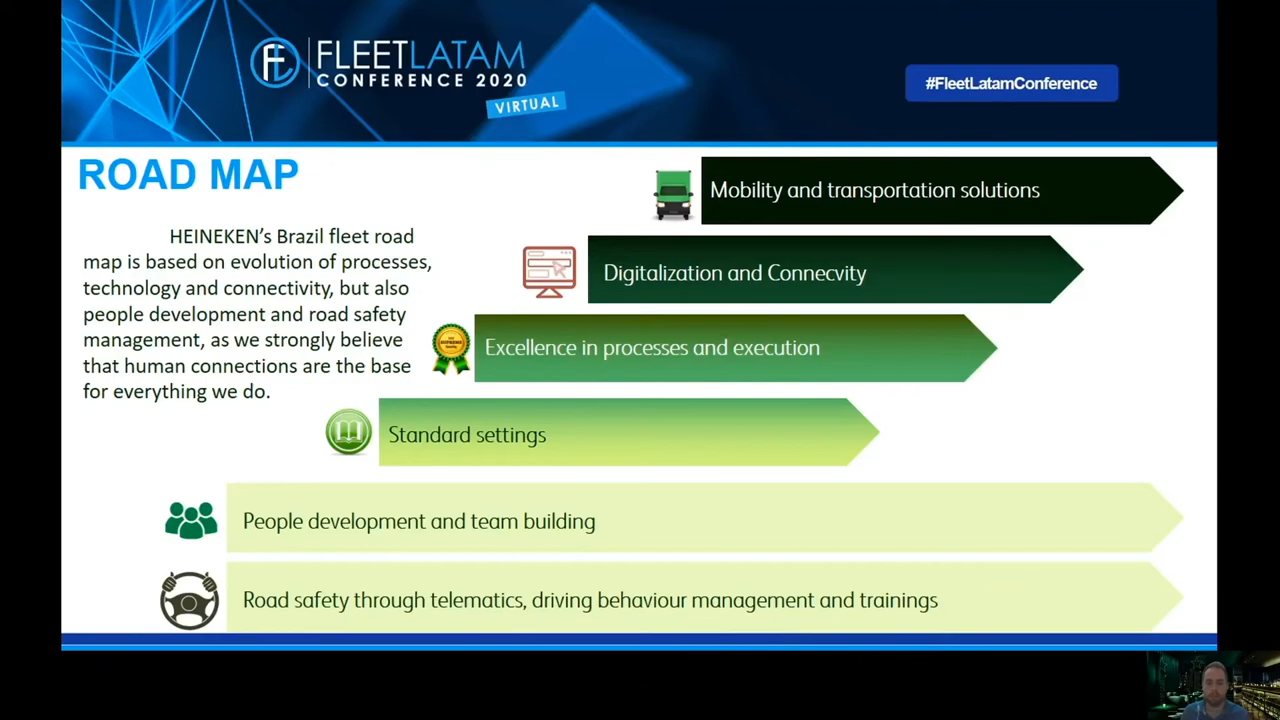 FLEETLATAM
CONFERENCE 2020
VIRTUAL
#FleetLatamConference
ROAD MAP
HEINEKEN’s Brazil fleet road
map is based on evolution of processes,
technology and connectivity, but also
people development and road safety
management, as we strongly believe
that human connections are the base
for everything we do.
Mobility and transportation solutions
Digitalization and Connecvity
Excellence in processes and execution
Standard settings
People development and team building
Road safety through telematics, driving behaviour management and trainings